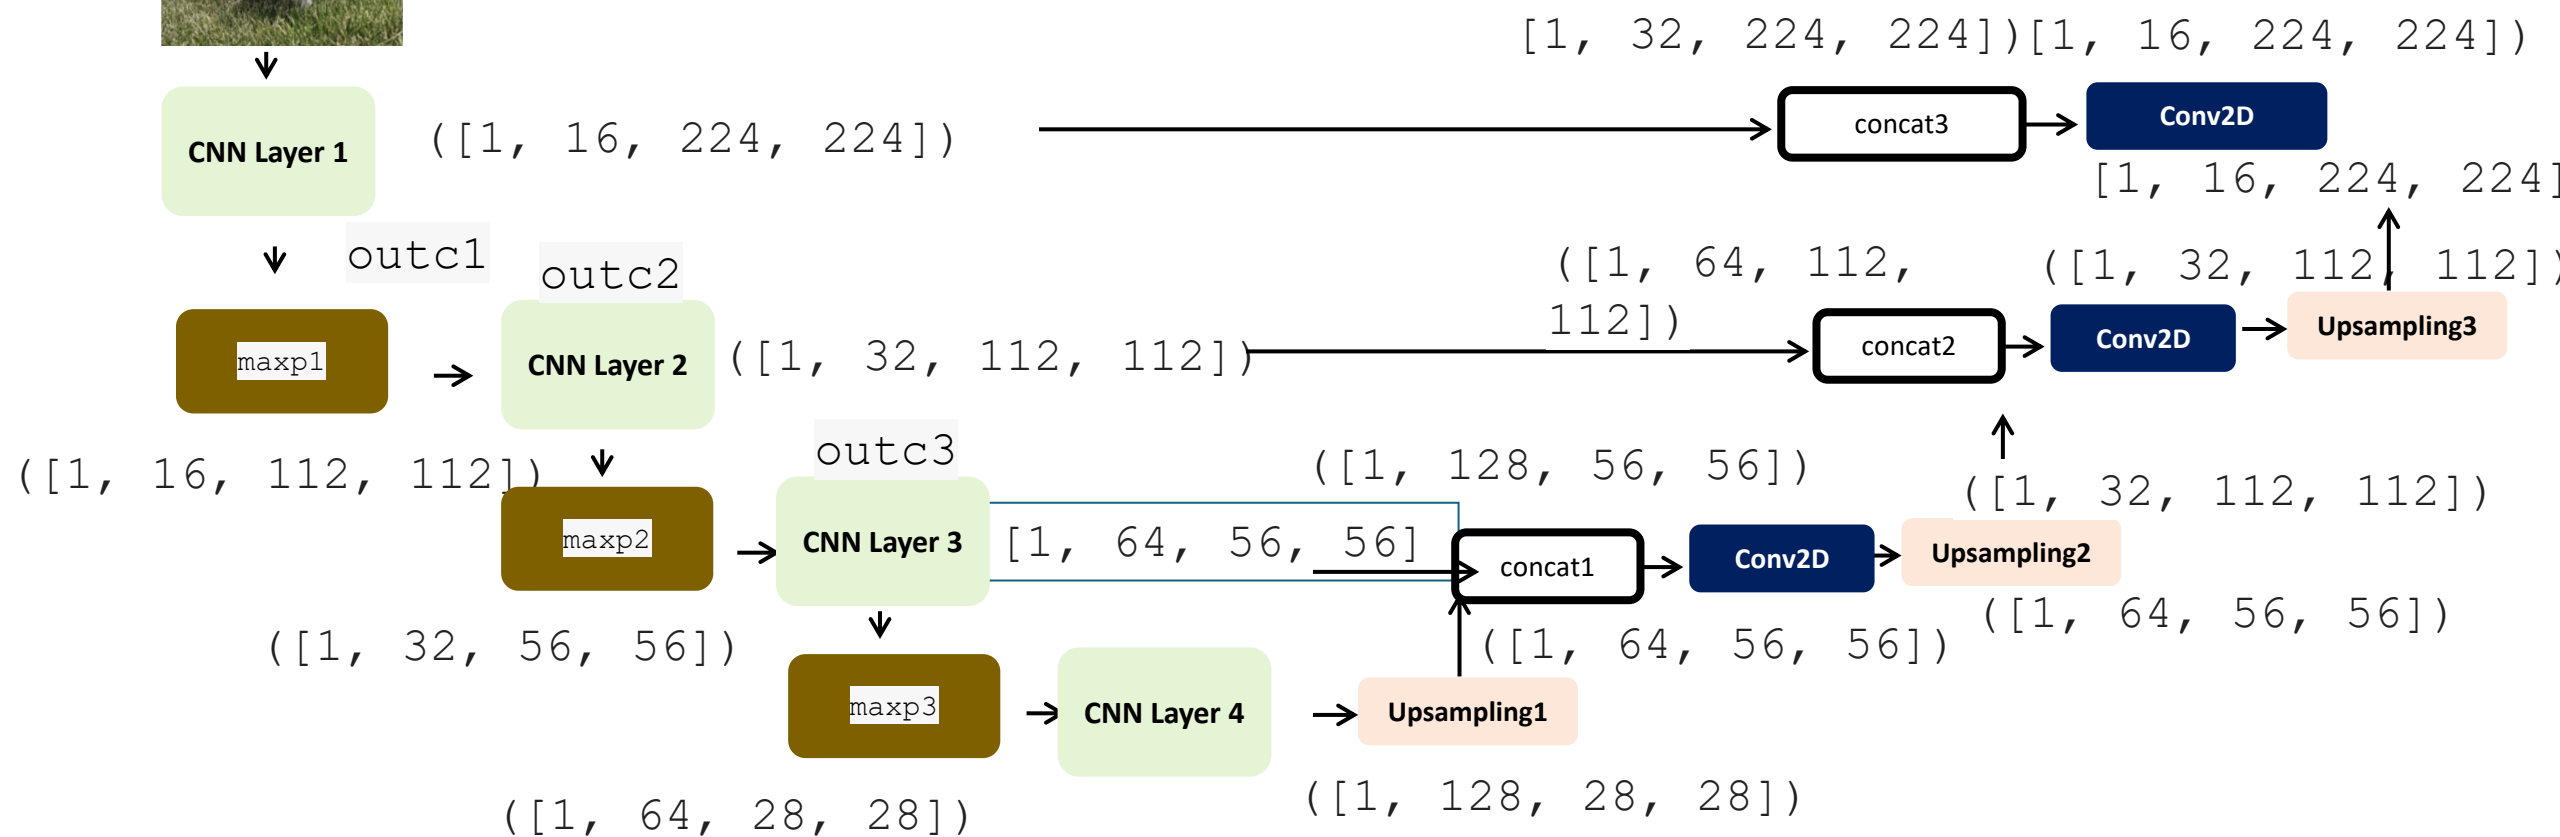 [1, 32, 224, 224])[1, 16, 224, 224])
CNN Layer 1
([1, 16, 224, 224])
concat3
Conv2D
[1, 16, 224, 224]
outc1
outc2
([1, 64, 112,
112])
([1, 32, 112, 112])
maxp1
CNN Layer 2
([1, 32, 112, 112])
concat2
Conv2D
Upsampling3
([1, 16, 112, 112])
outc3
([1, 128, 56, 56])
([1, 32, 112, 112])
maxp2
CNN Layer 3
[1, 64, 56, 56]
concat1
Conv2D
Upsampling2
([1, 32, 56, 56])
([1, 64, 56, 56])
([1, 64, 56, 56])
maxp3
CNN Layer 4
Upsampling1
([1, 64, 28, 28])
([1, 128, 28, 28])